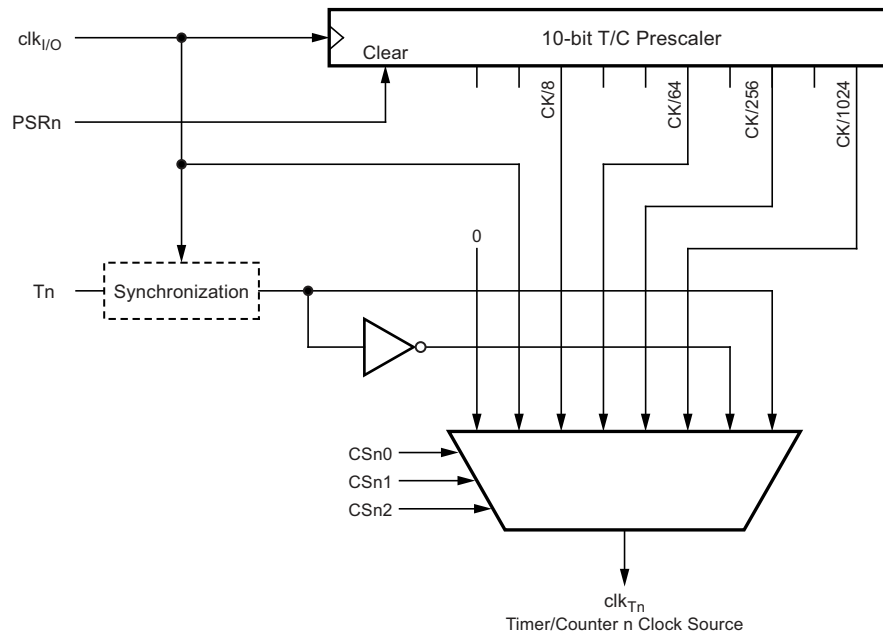 clkI/O
10-bit T/C Prescaler
Clear
PSRn
CK/8
CK/64
CK/256
CK/1024
0
Tn
Synchronization
CSn0
CSn1
CSn2
clkTn
Timer/Counter n Clock Source